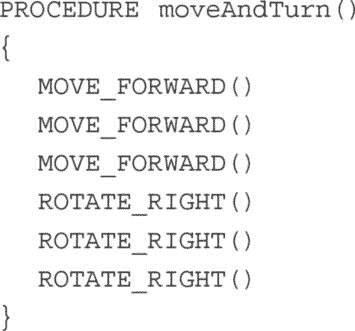 PROCEDURE moveAndTurn()
{
MOVE_FORWARD()
MOVE_FORWARD()
MOVE_FORWARD()
ROTATE_RIGHT()
ROTATE_RIGHT()
ROTATE_RIGHT()
}